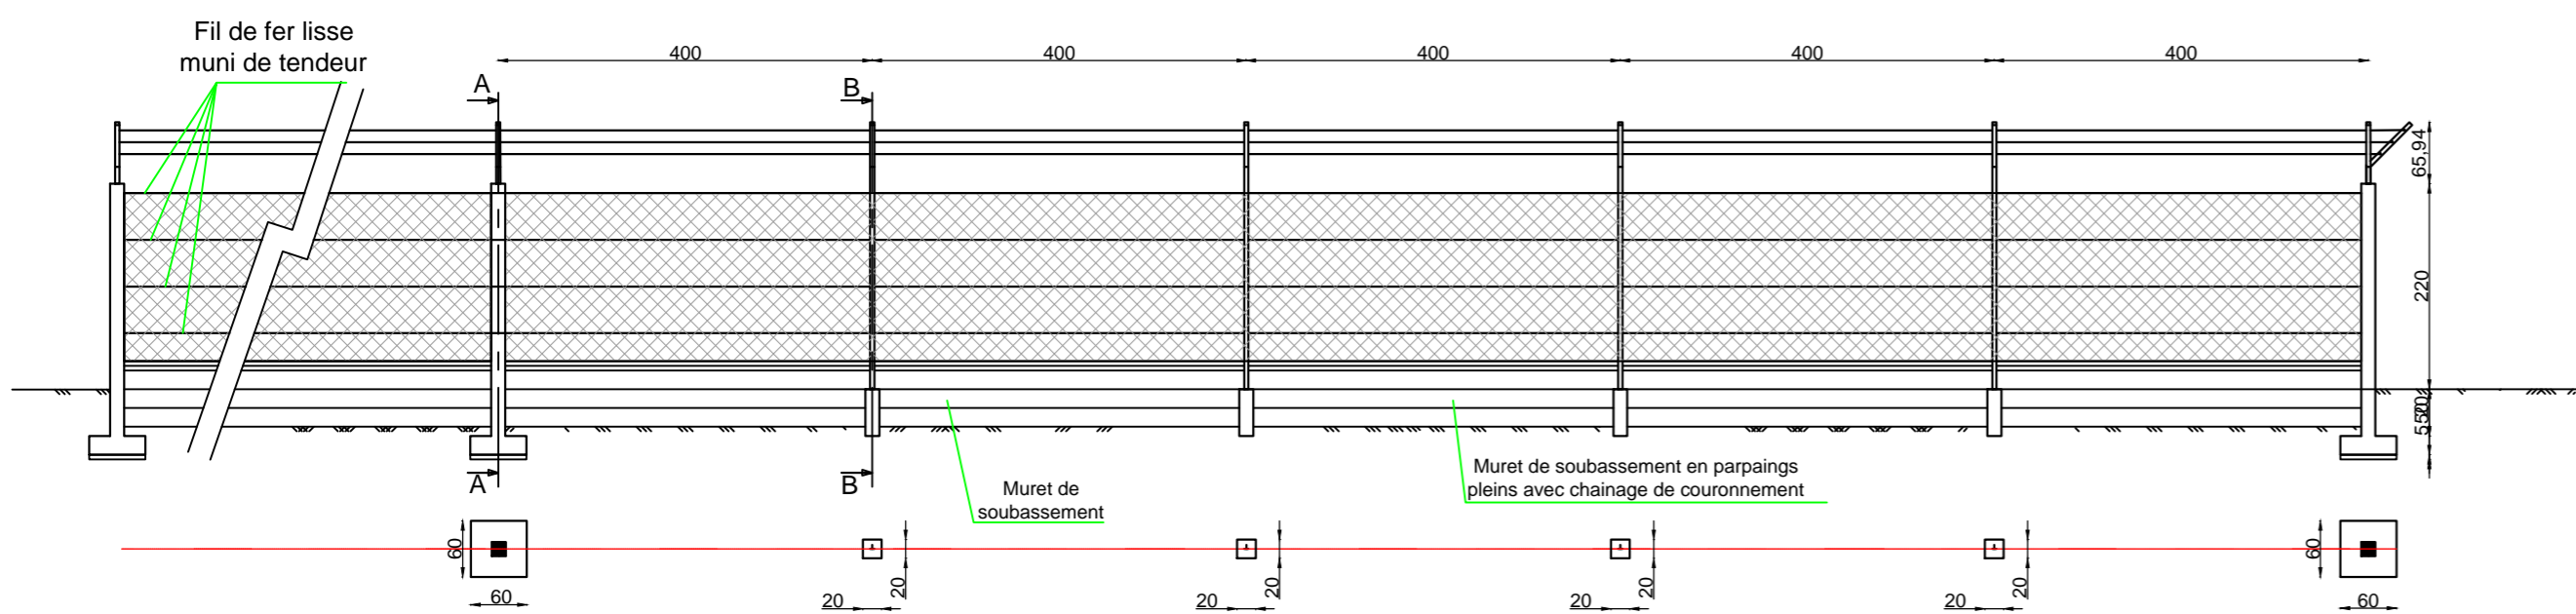 Fil de fer lisse
muni de tendeur
400
400
400
400
400
A
B
65,94
220
A
B
Muret de
soubassement
Muret de soubassement en parpaings
pleins avec chainage de couronnement
60
60
20
20
20
20
20
20
20
20
60
60